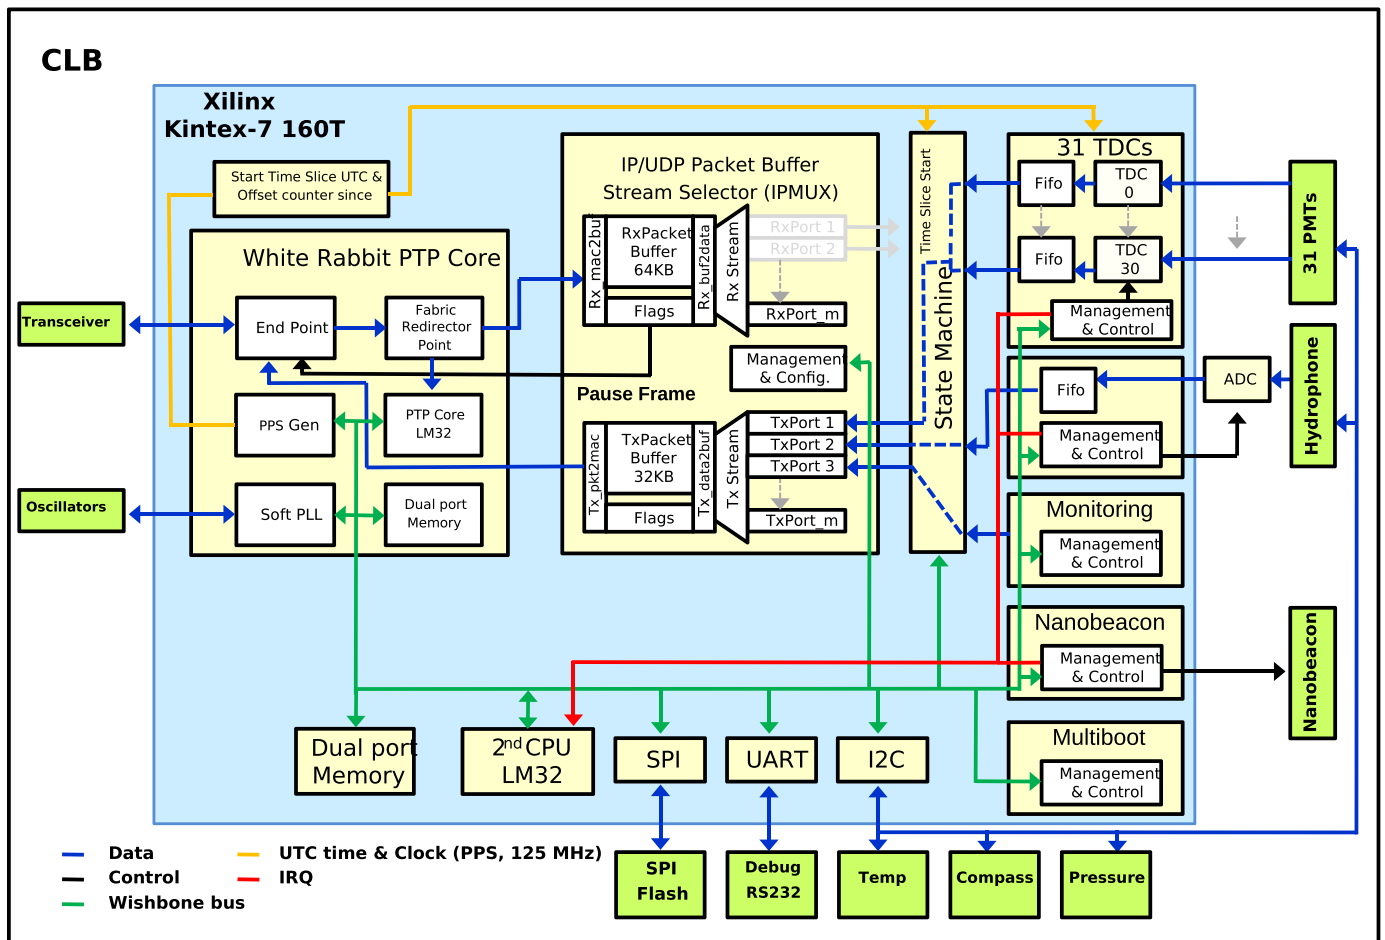 CLB
Xilinx
Kintex-7 160T
Start Time Slice UTC &
Offset counter since
White Rabbit PTP Core
End Point
Fabric
Redirector
Point
PPS Gen
PTP Core
LM32
Soft PLL
Dual port
Memory
Transceiver
Oscillators
IP/UDP Packet Buffer
Stream Selector (IPMUX)
Rx_mac2buf
RxPacket
Buffer
64KB
Flags
Rx_buf2data
Rx Stream
RxPort 1
RxPort 2
RxPort_m
Management
& Config.
Pause Frame
Tx_pkt2mac
TxPacket
Buffer
32KB
Flags
Tx_data2buf
Tx Stream
TxPort 1
TxPort 2
TxPort 3
TxPort_m
Time Slice Start
State Machine
31 TDCs
Fifo
TDC
0
Fifo
TDC
30
Management
& Control
Fifo
Management
& Control
ADC
Monitoring
Management
& Control
Nanobeacon
Management
& Control
Multiboot
Management
& Control
31 PMTs
Hydrophone
Nanobeacon
Dual port
Memory
2nd CPU
LM32
SPI
UART
I2C
SPI
Flash
Debug
RS232
Temp
Compass
Pressure
Data
Control
Wishbone bus
UTC time & Clock (PPS, 125 MHz)
IRQ